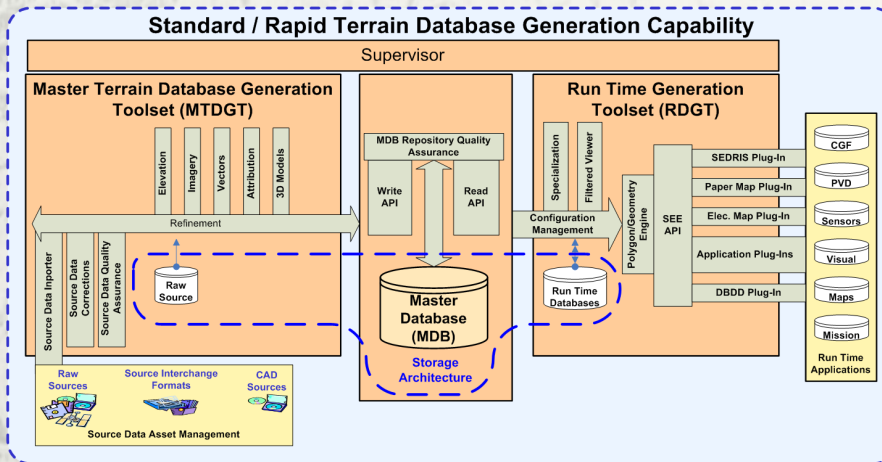 Standard / Rapid Terrain Database Generation Capability
Supervisor
Master Terrain Database Generation
Toolset (MTDGT)
Elevation
Imagery
Vectors
Attribution
3D Models
Refinement
Source Data Inporter
Source Data
Corrections
Source Data Quality
Assurance
Raw
Source
MDB Repository Quality
Assurance
Write
API
Read
API
Master
Database
(MDB)
Storage
Architecture
Run Time Generation
Toolset (RDGT)
Specialization
Filtered Viewer
Configuration
Management
Run Time
Databases
Polygon/Geometry
Engine
SEE
API
SEDRIS Plug-In
Paper Map Plug-In
Elec. Map Plug-In
Application Plug-Ins
DBDD Plug-In
CGF
PVD
Sensors
Visual
Maps
Mission
Run Time
Applications
Raw
Sources
Source Interchange
Formats
CAD
Sources
Source Data Asset Management